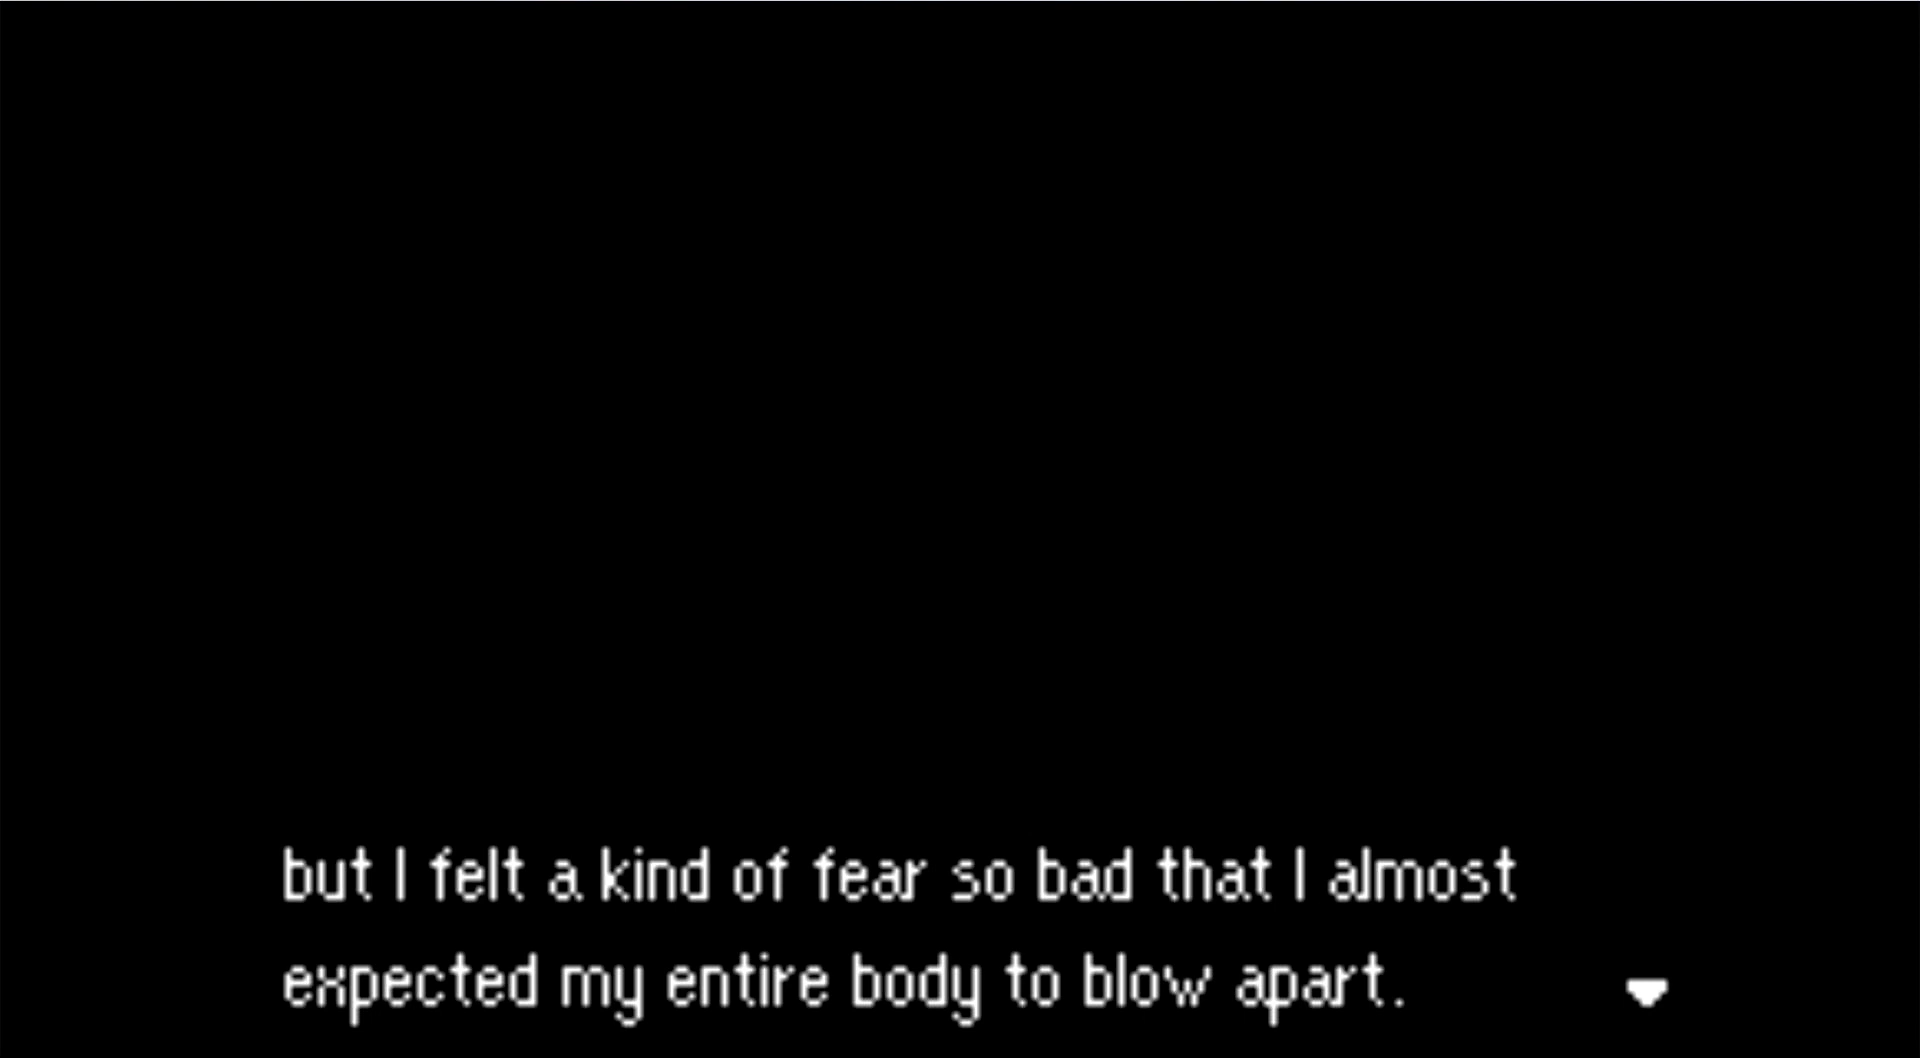 but I felt a kind of fear so bad that I almost
expected my entire body to blow apart.